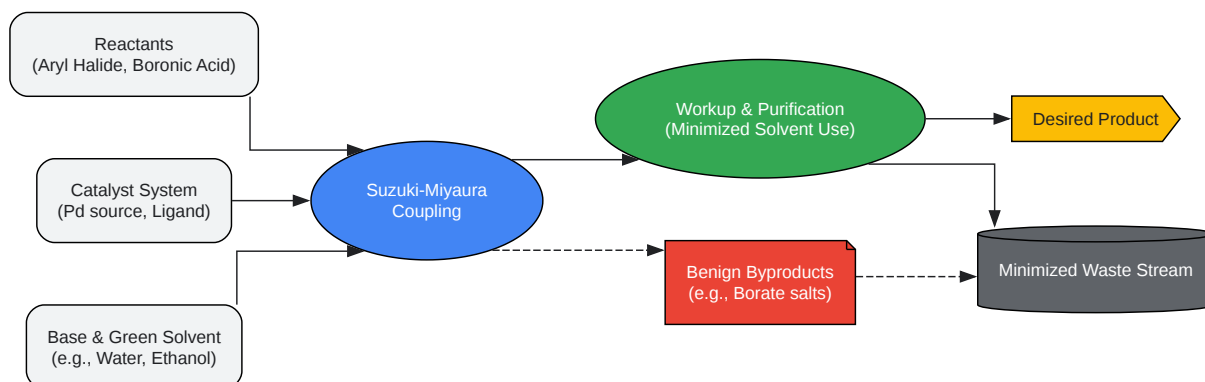 Reactants
(Aryl Halide, Boronic Acid)
Catalyst System
(Pd source, Ligand)
Base & Green Solvent
(e.g., Water, Ethanol)
Suzuki-Miyaura
Coupling
Workup & Purification
(Minimized Solvent Use)
Desired Product
Benign Byproducts
(e.g., Borate salts)
Minimized Waste Stream